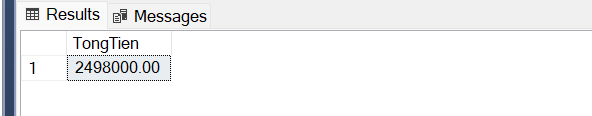 Results Messages
TongTien
1 2498000.00